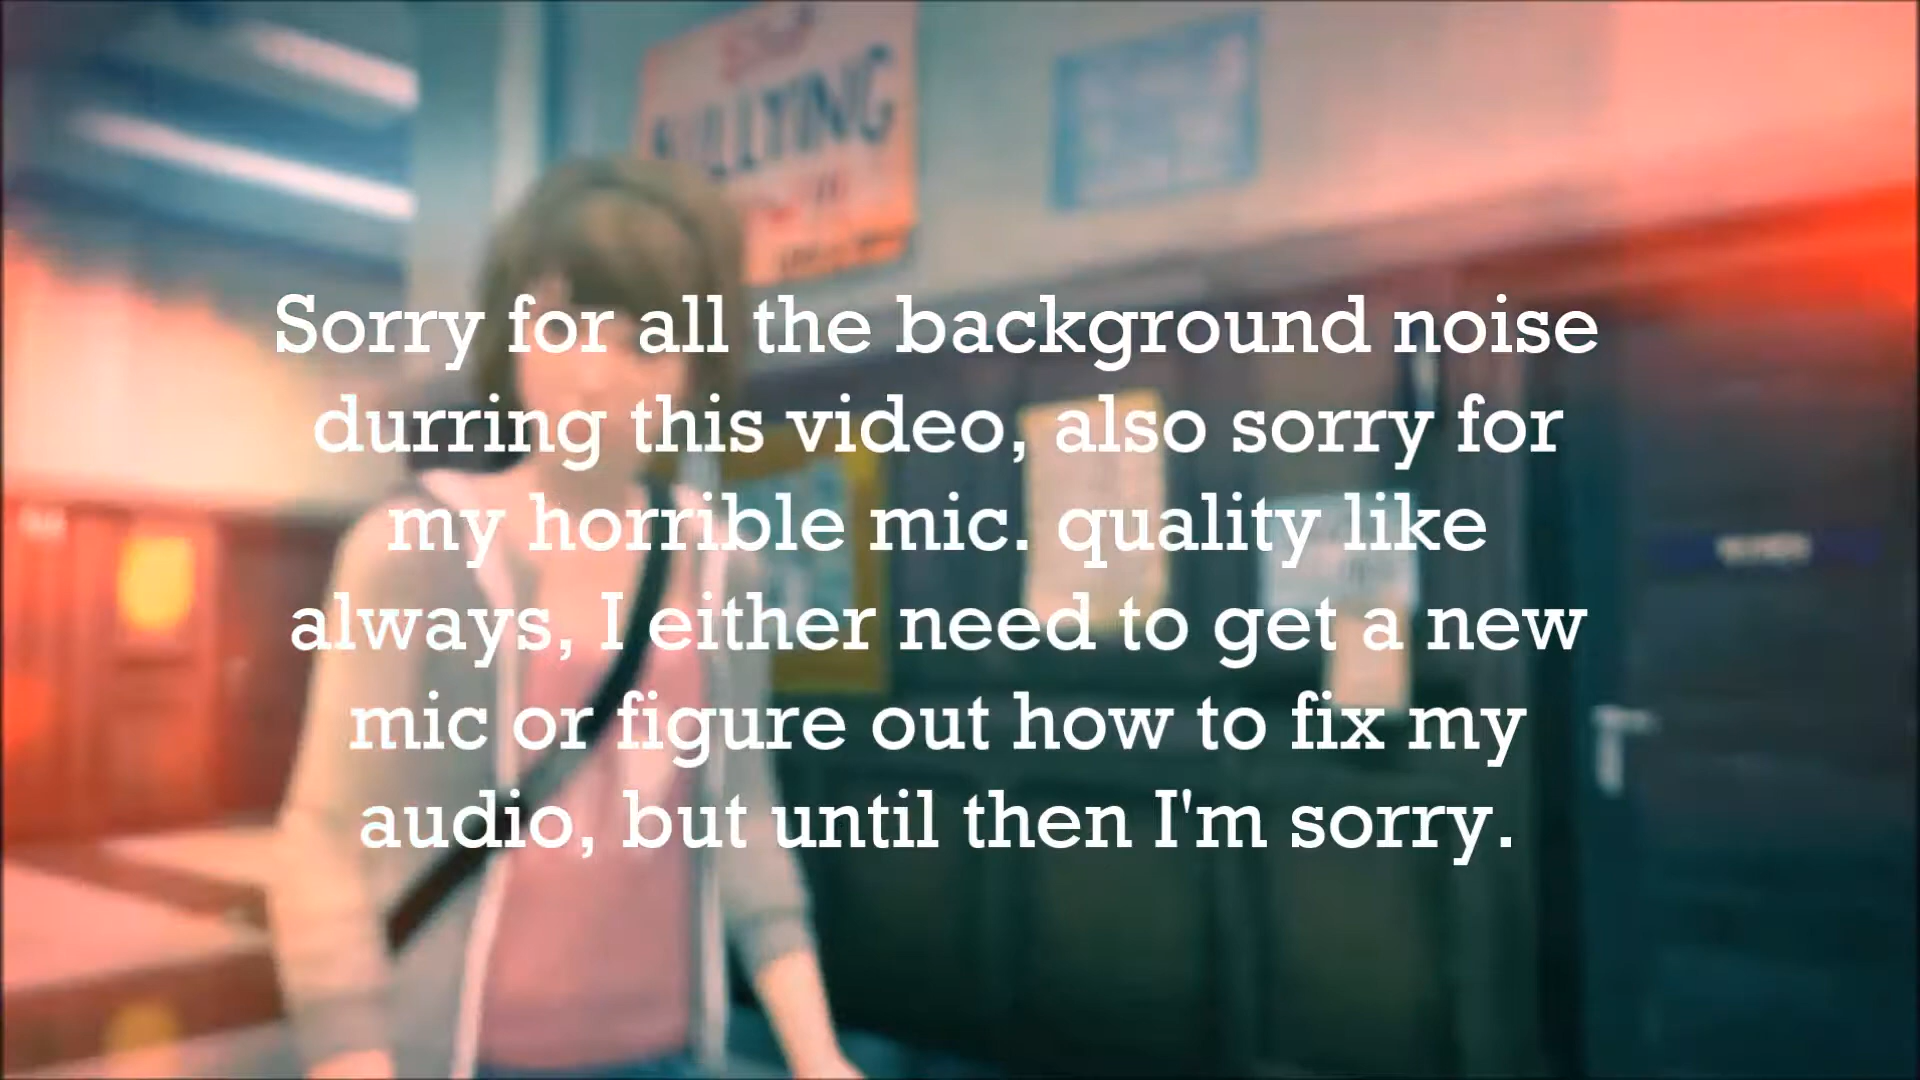 BULLYING
Sorry for all the background noise
durring this video, also sorry for
my horrible mic. quality like
always, I either need to get a new
mic or figure out how to fix my
audio, but until then I'm sorry.